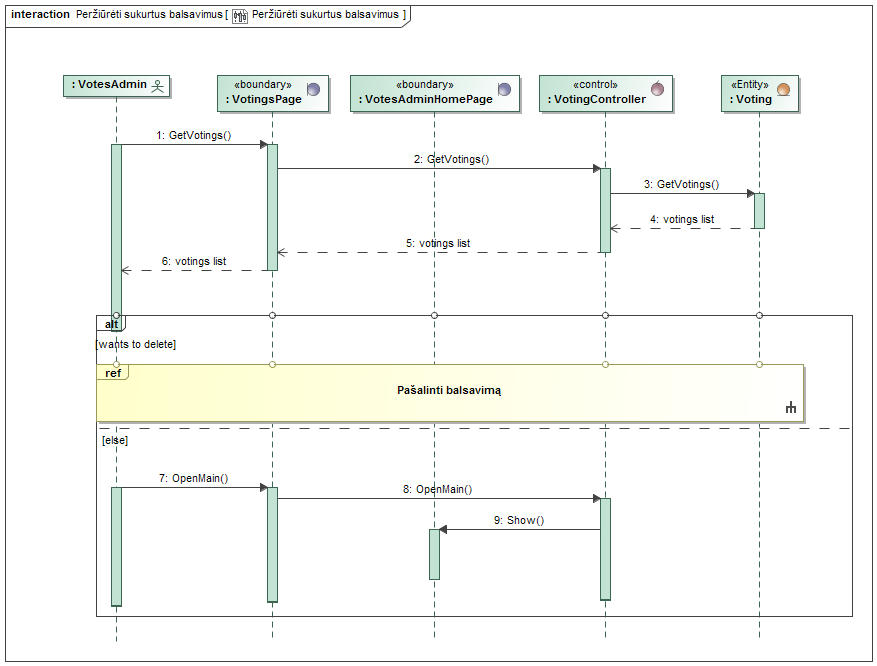 interaction Peržiūrėti sukurtus balsavimus [ Peržiūrėti sukurtus balsavimus ]
: VotesAdmin
«boundary»
: VotingsPage
«boundary»
: VotesAdminHomePage
«control»
: VotingController
«Entity»
: Voting
1: GetVotings()
2: GetVotings()
3: GetVotings()
4: votings list
5: votings list
6: votings list
alt
[wants to delete]
ref
Pašalinti balsavimą
[else]
7: OpenMain()
8: OpenMain()
9: Show()